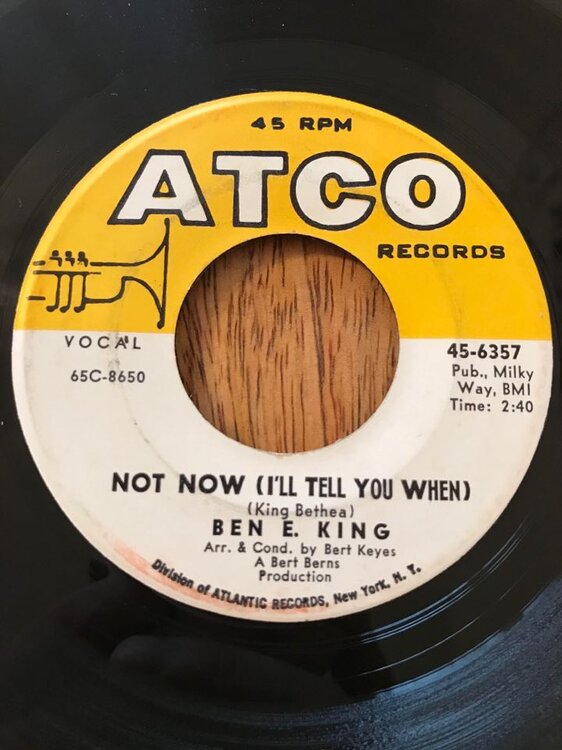 45 RPM
ATCO
RECORDS
VOCAL
65C-8650
45-6357
Pub., Milky
Way, BMI
Time: 2:40
NOT NOW (I'LL TELL YOU WHEN)
(King Bethea)
BEN E. KING
Arr. & Cond. by Bert Keyes
A Bert Berns
Production
Division of ATLANTIC RECORDS, New York, N. Y.